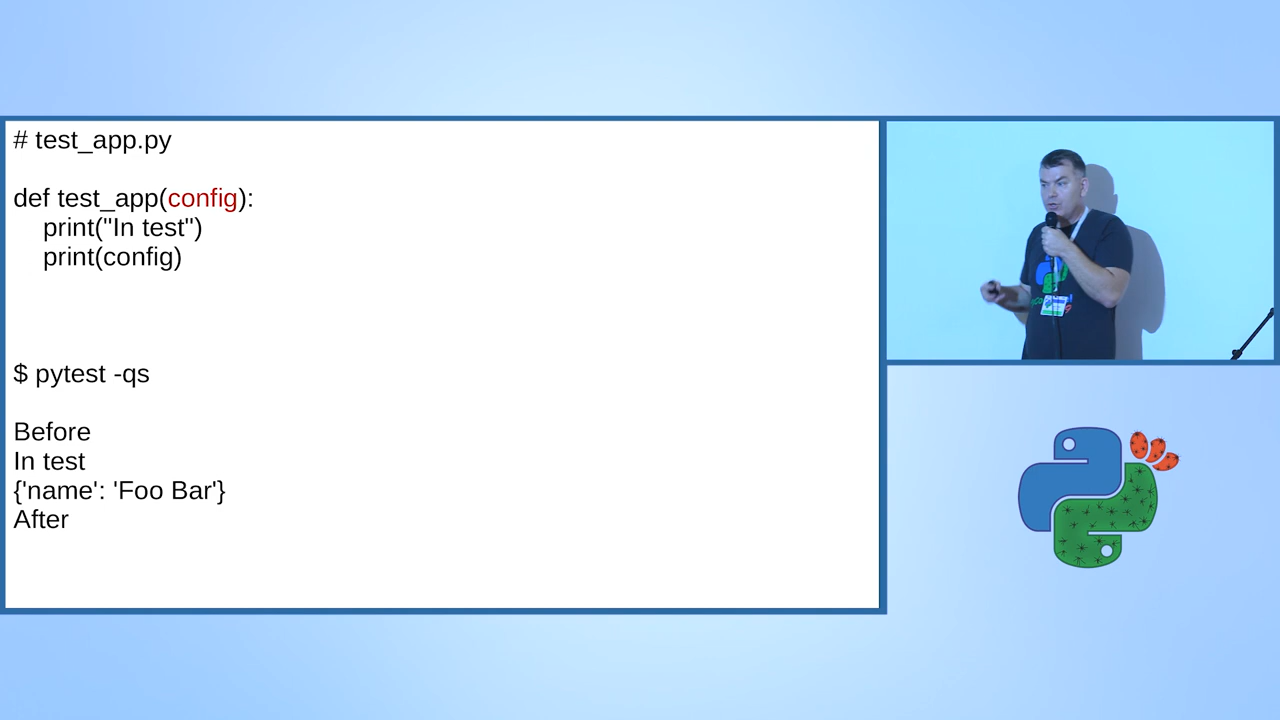 # test_app.py
def test_app(config):
    print("In test")
    print(config)
$ pytest -qs
Before
In test
{'name': 'Foo Bar'}
After